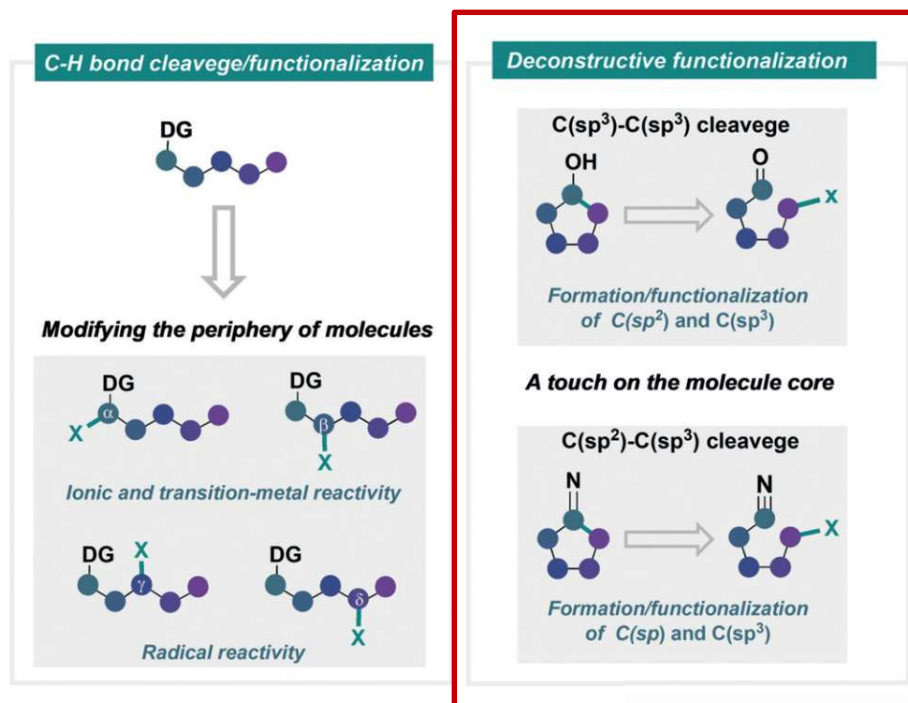 C-H bond cleavege/functionalization
DG
Modifying the periphery of molecules
DG
α
X
DG
β
X
Ionic and transition-metal reactivity
DG
X
γ
DG
δ
X
Radical reactivity
Deconstructive functionalization
C(sp³)-C(sp³) cleavege
OH
O
X
Formation/functionalization
of C(sp²) and C(sp³)
A touch on the molecule core
C(sp²)-C(sp³) cleavege
N
N
X
Formation/functionalization
of C(sp) and C(sp³)